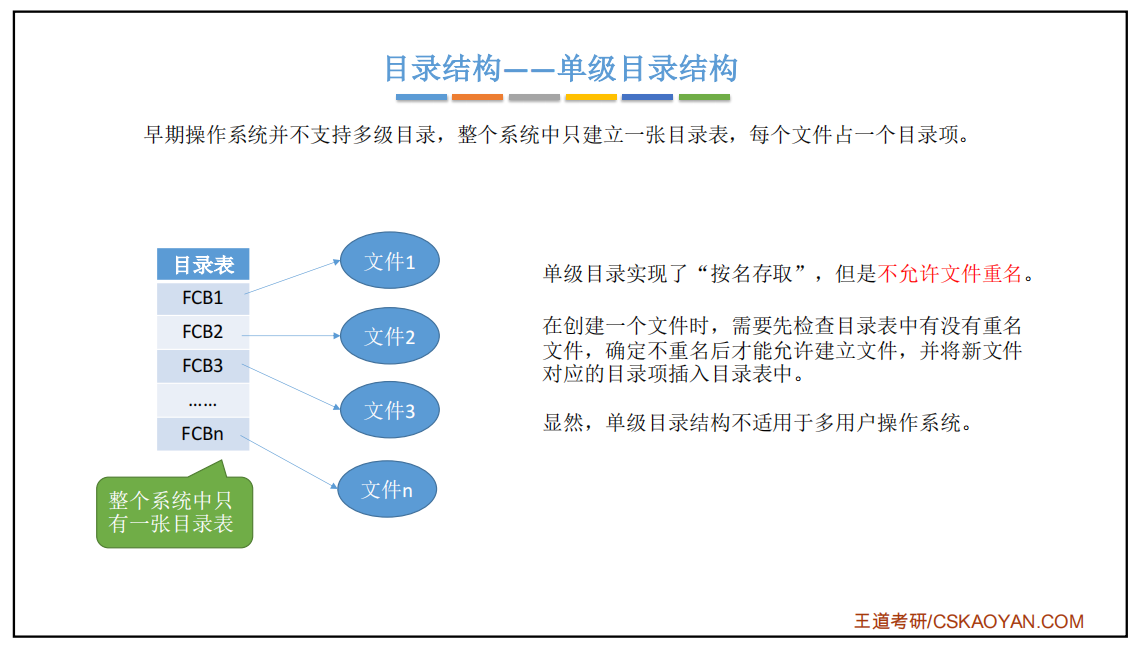 目录结构——单级目录结构
早期操作系统并不支持多级目录，整个系统中只建立一张目录表，每个文件占一个目录项。
目录表
FCB1
FCB2
FCB3
……
FCBn
整个系统中只
有一张目录表
文件1
文件2
文件3
文件n
单级目录实现了“按名存取”，但是不允许文件重名。
在创建一个文件时，需要先检查目录表中有没有重名
文件，确定不重名后才能允许建立文件，并将新文件
对应的目录项插入目录表中。
显然，单级目录结构不适用于多用户操作系统。
王道考研/CSKAOYAN.COM